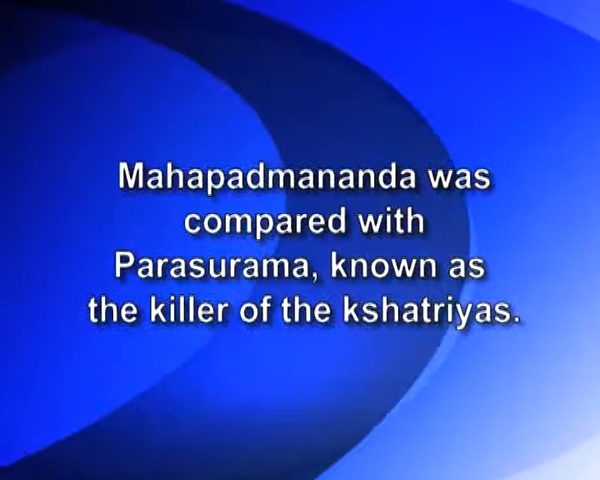 Mahapadmananda was
compared with
Parasurama, known as
the killer of the kshatriyas.